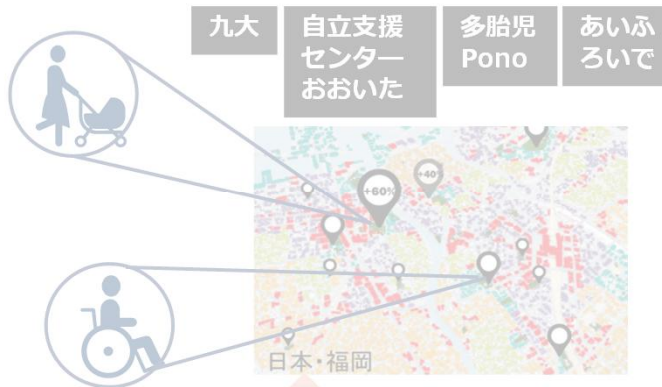 九大
自立支援
センター
おおいた
多胎児
Pono
あいふ
ろいで
+60%
+40%
日本・福岡